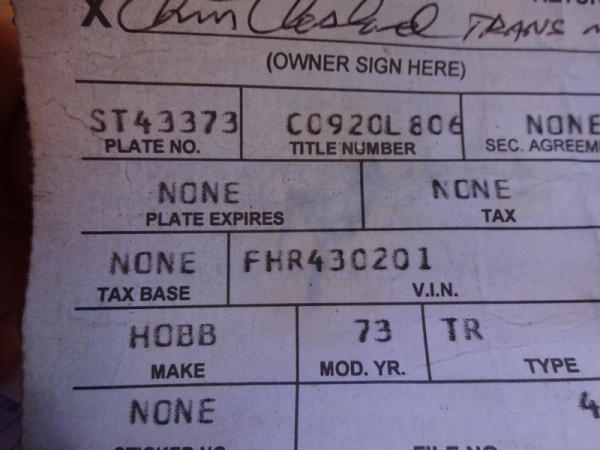 X
TRANS
(OWNER SIGN HERE)
ST43373 C0920L806 NONE
PLATE NO. TITLE NUMBER SEC. AGREEM
NONE NONE
PLATE EXPIRES TAX
NONE FHR430201
TAX BASE V.I.N.
HOBB 73 TR
MAKE MOD. YR. TYPE
NONE 4